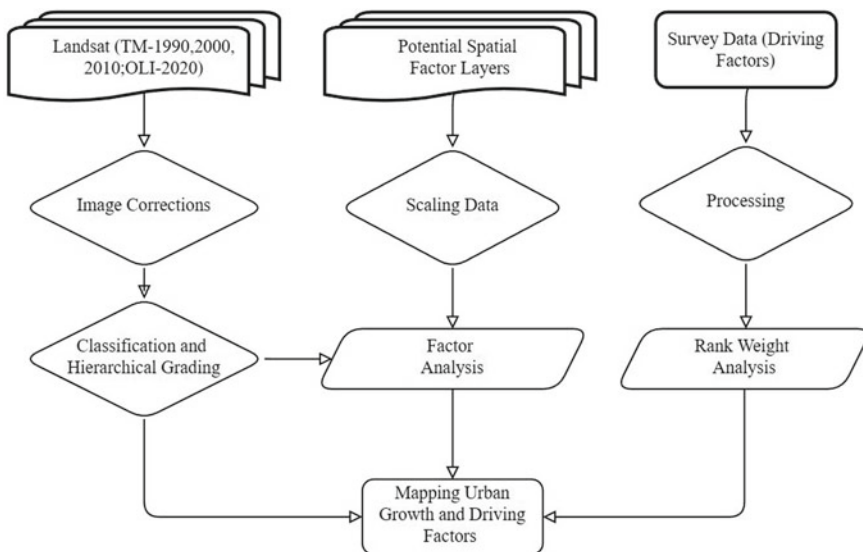 Landsat (TM-1990,2000,
2010;OLI-2020)
Potential Spatial
Factor Layers
Survey Data (Driving
Factors)
Image Corrections
Scaling Data
Processing
Classification and
Hierarchical Grading
Factor
Analysis
Rank Weight
Analysis
Mapping Urban
Growth and Driving
Factors